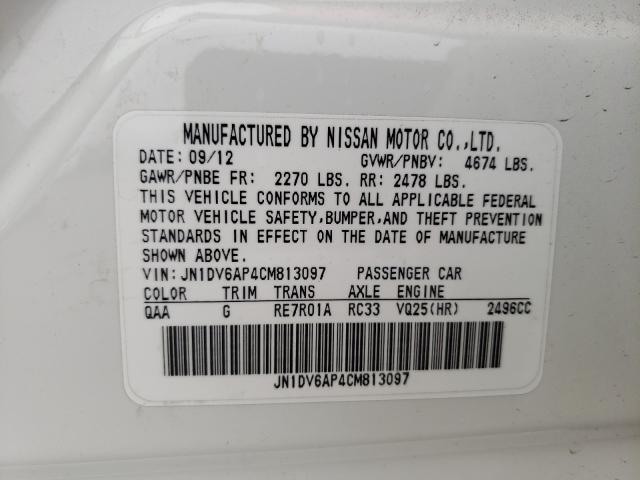 MANUFACTURED BY NISSAN MOTOR CO.,LTD.
DATE: 09/12 GVWR/PNBV: 4674 LBS.
GAWR/PNBE FR: 2270 LBS. RR: 2478 LBS.
THIS VEHICLE CONFORMS TO ALL APPLICABLE FEDERAL
MOTOR VEHICLE SAFETY,BUMPER,AND THEFT PREVENTION
STANDARDS IN EFFECT ON THE DATE OF MANUFACTURE
SHOWN ABOVE.
VIN: JN1DV6AP4CM813097 PASSENGER CAR
COLOR TRIM TRANS AXLE ENGINE
QAA G RE7R01A RC33 VQ25(HR) 2496CC
JN1DV6AP4CM813097